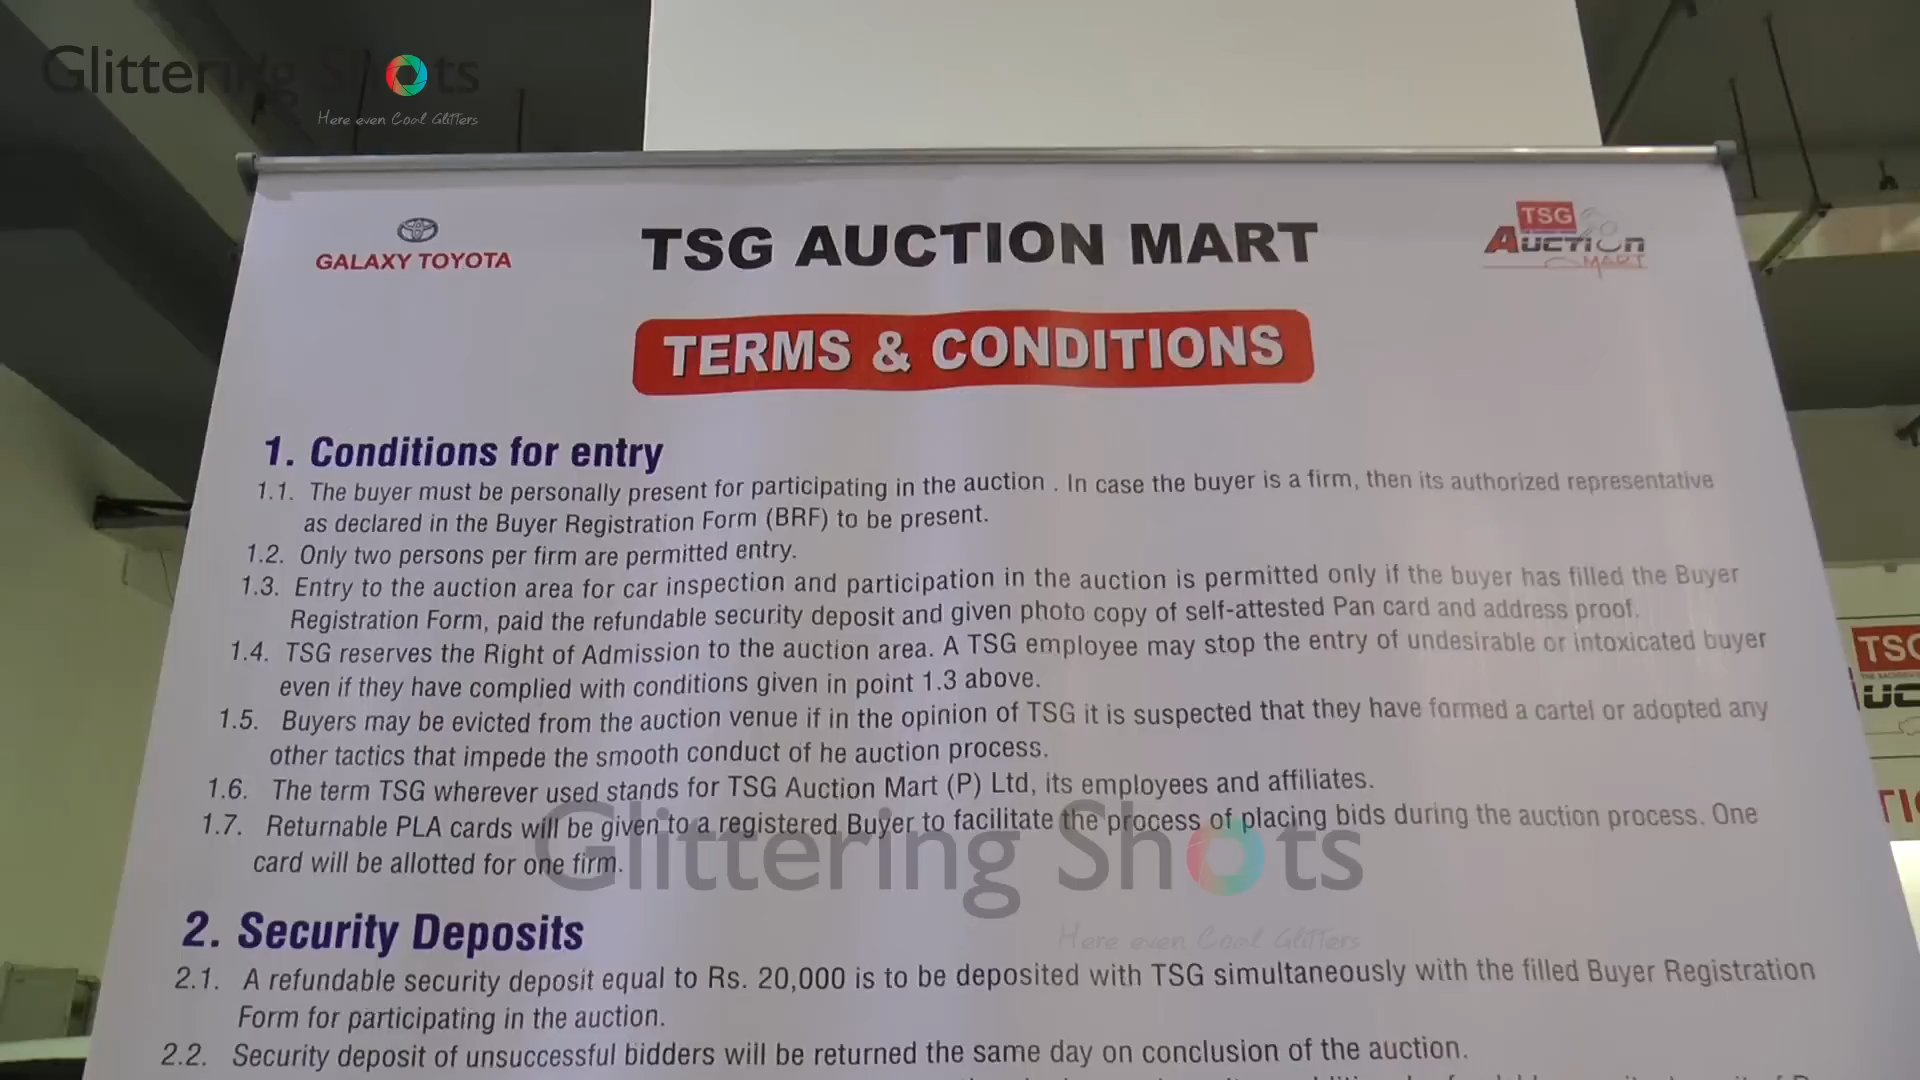 Glittering Shots
Here even Coal Glitters
GALAXY TOYOTA
TSG AUCTION MART
TSG
AUCTION
MART
TERMS & CONDITIONS
1. Conditions for entry
1.1. The buyer must be personally present for participating in the auction . In case the buyer is a firm, then its authorized representative
as declared in the Buyer Registration Form (BRF) to be present.
1.2. Only two persons per firm are permitted entry.
1.3. Entry to the auction area for car inspection and participation in the auction is permitted only if the buyer has filled the Buyer
Registration Form, paid the refundable security deposit and given photo copy of self-attested Pan card and address proof.
1.4. TSG reserves the Right of Admission to the auction area. A TSG employee may stop the entry of undesirable or intoxicated buyer
even if they have complied with conditions given in point 1.3 above.
1.5. Buyers may be evicted from the auction venue if in the opinion of TSG it is suspected that they have formed a cartel or adopted any
other tactics that impede the smooth conduct of he auction process.
1.6. The term TSG wherever used stands for TSG Auction Mart (P) Ltd, its employees and affiliates.
1.7. Returnable PLA cards will be given to a registered Buyer to facilitate the process of placing bids during the auction process. One
card will be allotted for one firm.
Glittering Shots
Here even Coal Glitters
2. Security Deposits
2.1. A refundable security deposit equal to Rs. 20,000 is to be deposited with TSG simultaneously with the filled Buyer Registration
Form for participating in the auction.
2.2. Security deposit of unsuccessful bidders will be returned the same day on conclusion of the auction.